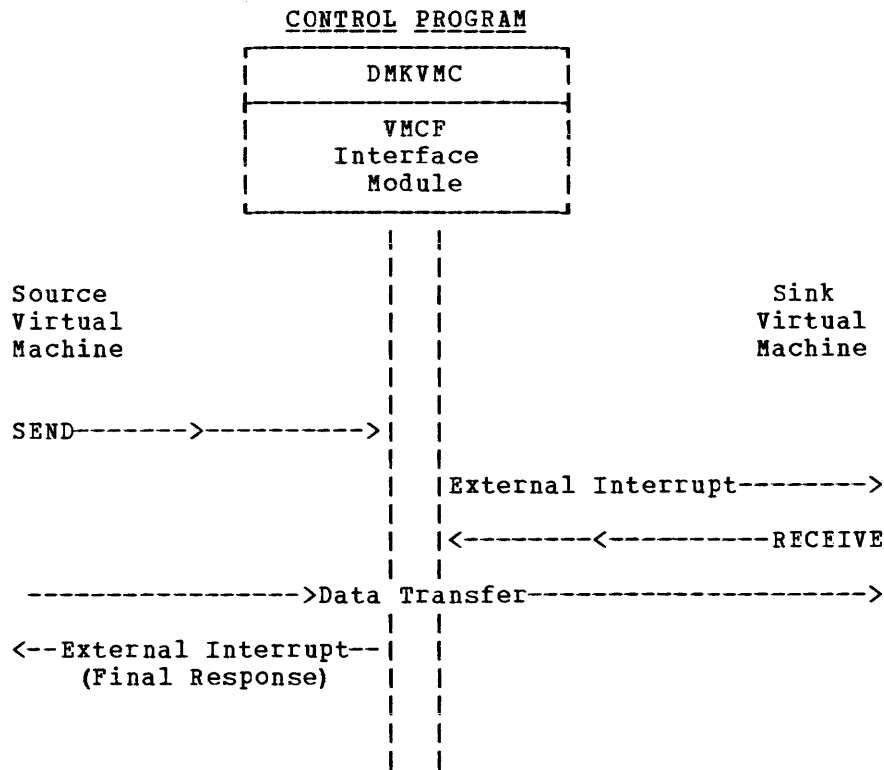 CONTROL PROGRAM
DMKVMC
VMCF
Interface
Module
Source
Virtual
Machine
Sink
Virtual
Machine
SEND------->----------->
External Interrupt-------->
<--------<----------RECEIVE
----------------->Data Transfer------------------>
<--External Interrupt--
(Final Response)